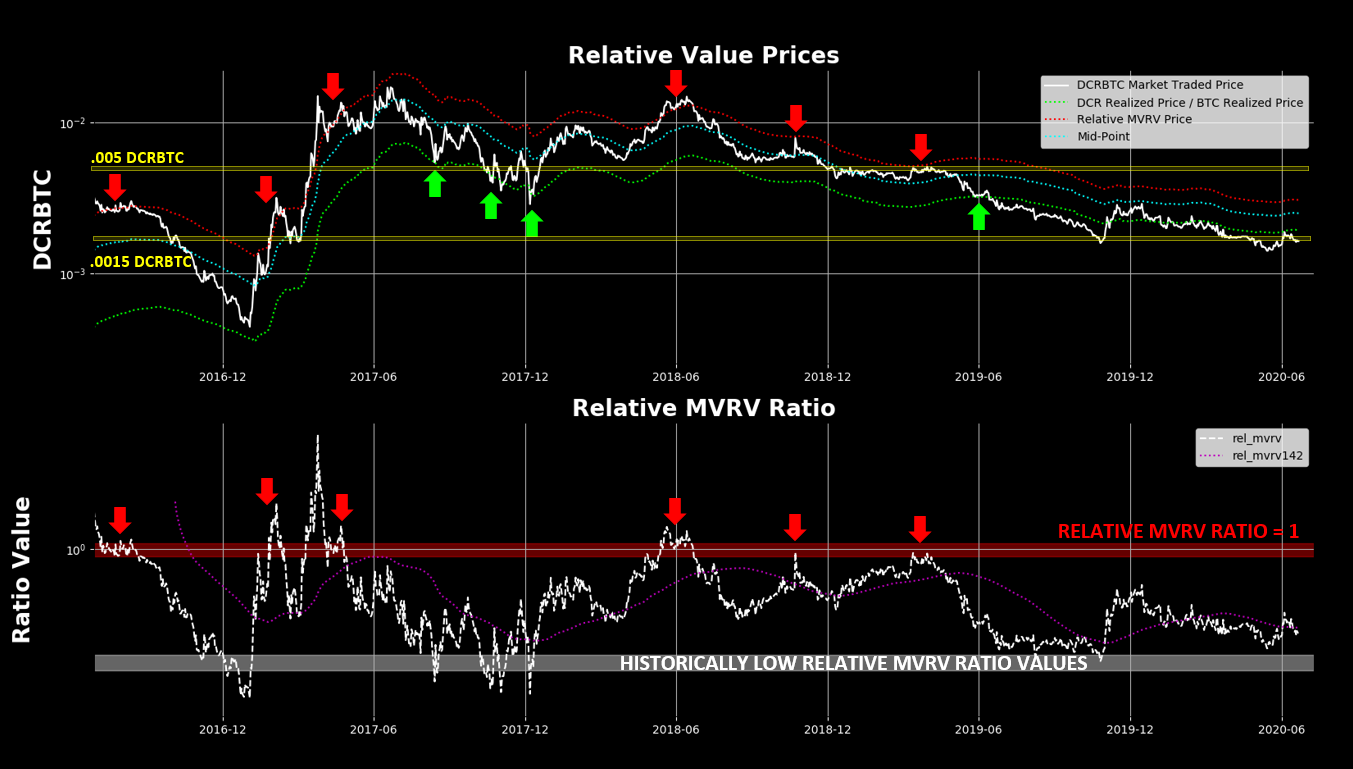 Relative Value Prices
DCRBTC Market Traded Price
DCR Realized Price / BTC Realized Price
Relative MVRV Price
Mid-Point
10⁻²
.005 DCRBTC
DCRBTC
.0015 DCRBTC
10⁻³
2016-12 2017-06 2017-12 2018-06 2018-12 2019-06 2019-12 2020-06
Relative MVRV Ratio
rel_mvrv
rel_mvrv142
RELATIVE MVRV RATIO = 1
10⁰
Ratio Value
HISTORICALLY LOW RELATIVE MVRV RATIO VALUES
2016-12 2017-06 2017-12 2018-06 2018-12 2019-06 2019-12 2020-06